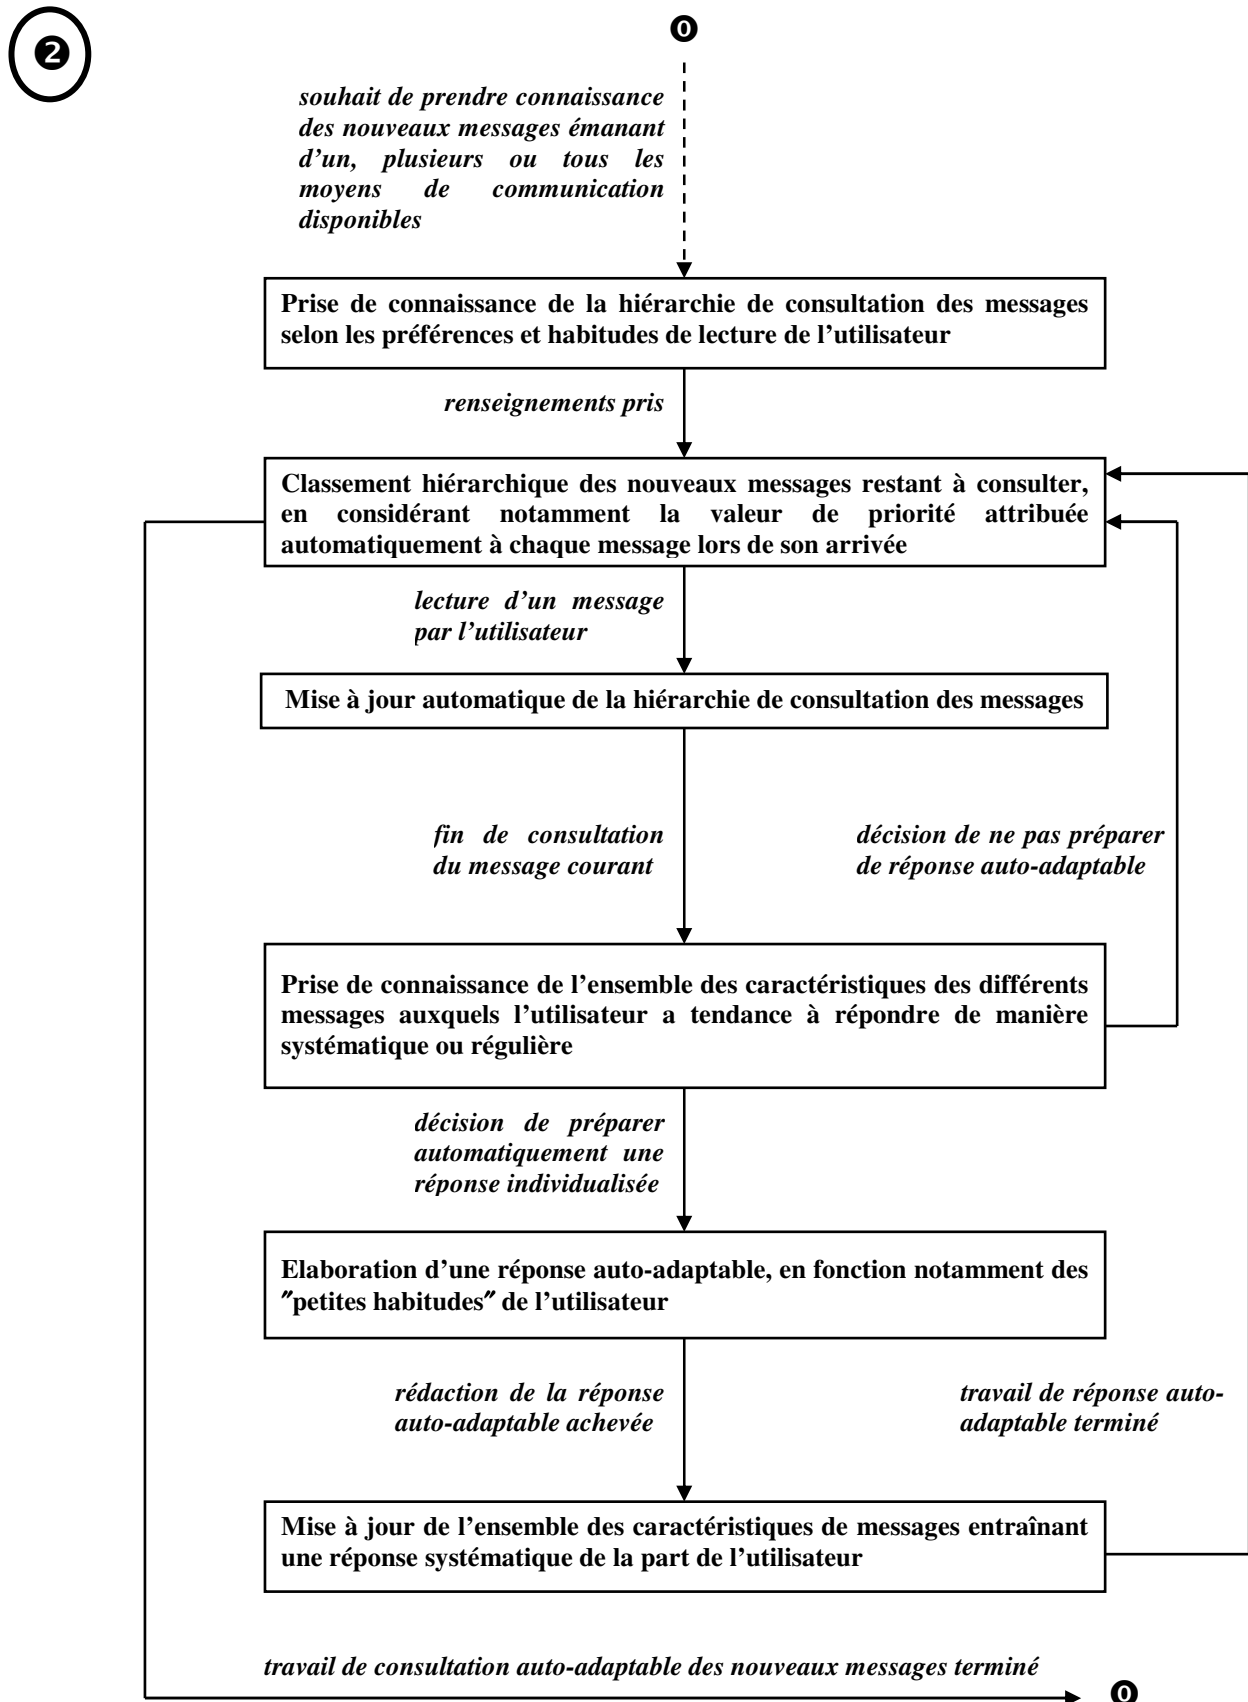 ❷
⓿
souhait de prendre connaissance
des nouveaux messages émanant
d’un, plusieurs ou tous les
moyens de communication
disponibles
Prise de connaissance de la hiérarchie de consultation des messages
selon les préférences et habitudes de lecture de l’utilisateur
renseignements pris
Classement hiérarchique des nouveaux messages restant à consulter,
en considérant notamment la valeur de priorité attribuée
automatiquement à chaque message lors de son arrivée
lecture d’un message
par l’utilisateur
Mise à jour automatique de la hiérarchie de consultation des messages
fin de consultation
du message courant
décision de ne pas préparer
de réponse auto-adaptable
Prise de connaissance de l’ensemble des caractéristiques des différents
messages auxquels l’utilisateur a tendance à répondre de manière
systématique ou régulière
décision de préparer
automatiquement une
réponse individualisée
Elaboration d’une réponse auto-adaptable, en fonction notamment des
″petites habitudes″ de l’utilisateur
rédaction de la réponse
auto-adaptable achevée
travail de réponse auto-
adaptable terminé
Mise à jour de l’ensemble des caractéristiques de messages entraînant
une réponse systématique de la part de l’utilisateur
travail de consultation auto-adaptable des nouveaux messages terminé
⓿